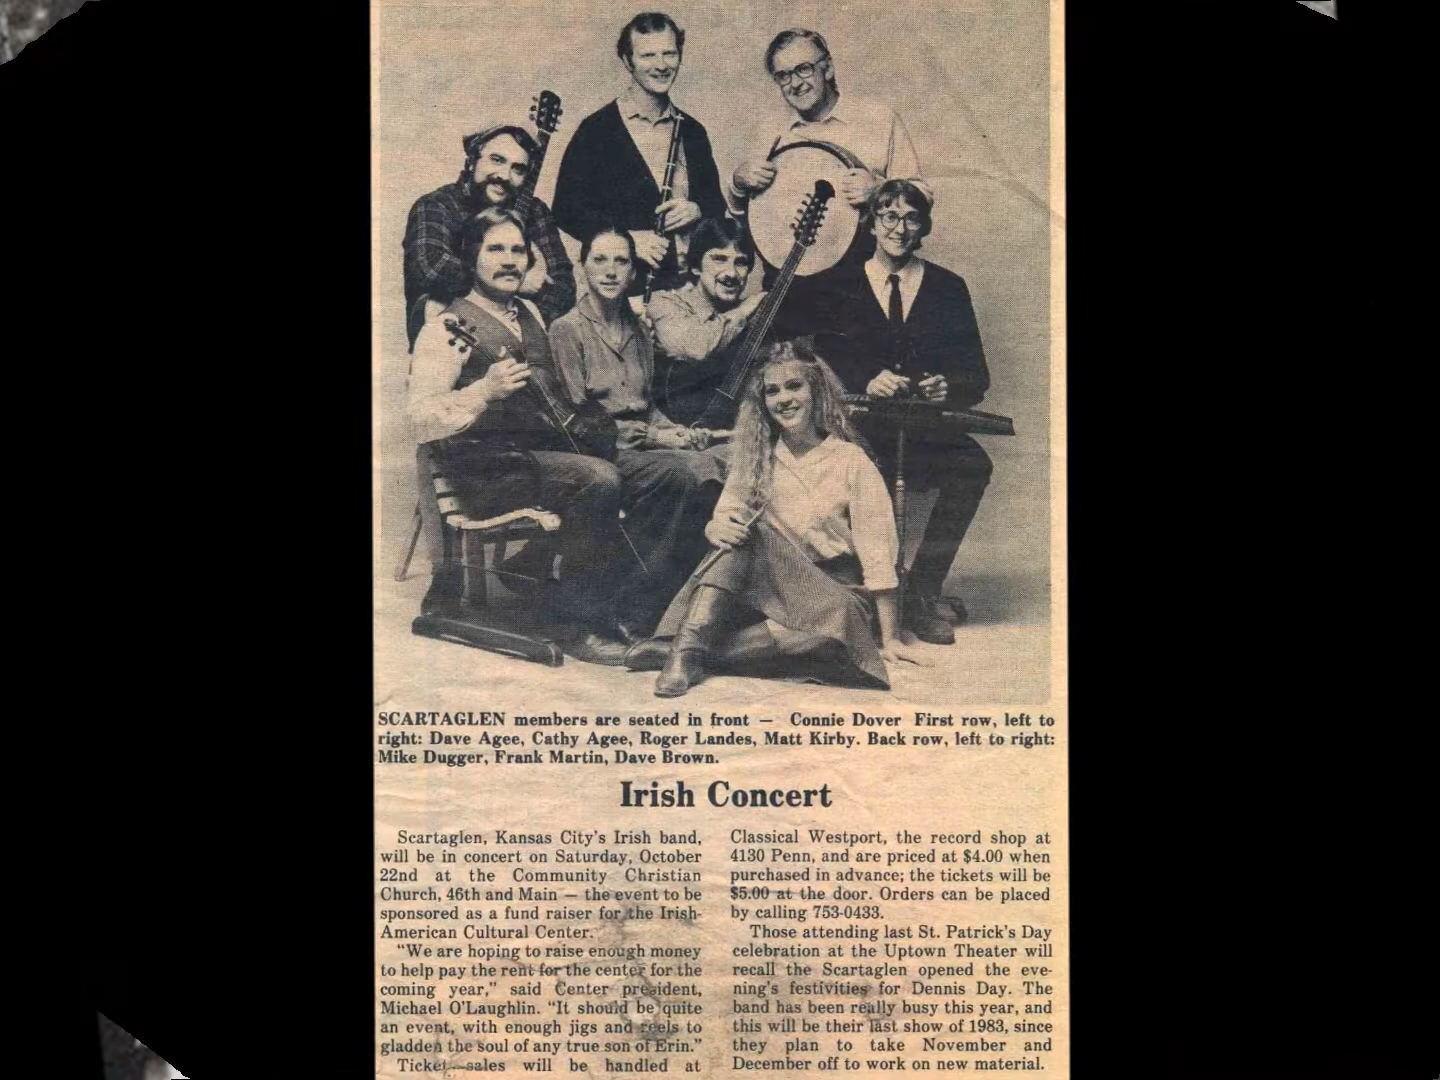 SCARTAGLEN members are seated in front — Connie Dover First row, left to
right: Dave Agee, Cathy Agee, Roger Landes, Matt Kirby. Back row, left to right:
Mike Dugger, Frank Martin, Dave Brown.
Irish Concert
Scartaglen, Kansas City's Irish band,
will be in concert on Saturday, October
22nd at the Community Christian
Church, 46th and Main — the event to be
sponsored as a fund raiser for the Irish-
American Cultural Center.
"We are hoping to raise enough money
to help pay the rent for the center for the
coming year," said Center president,
Michael O'Laughlin. "It should be quite
an event, with enough jigs and reels to
gladden the soul of any true son of Erin."
Ticket sales will be handled at
Classical Westport, the record shop at
4130 Penn, and are priced at $4.00 when
purchased in advance; the tickets will be
$5.00 at the door. Orders can be placed
by calling 753-0433.
Those attending last St. Patrick's Day
celebration at the Uptown Theater will
recall the Scartaglen opened the eve-
ning's festivities for Dennis Day. The
band has been really busy this year, and
this will be their last show of 1983, since
they plan to take November and
December off to work on new material.